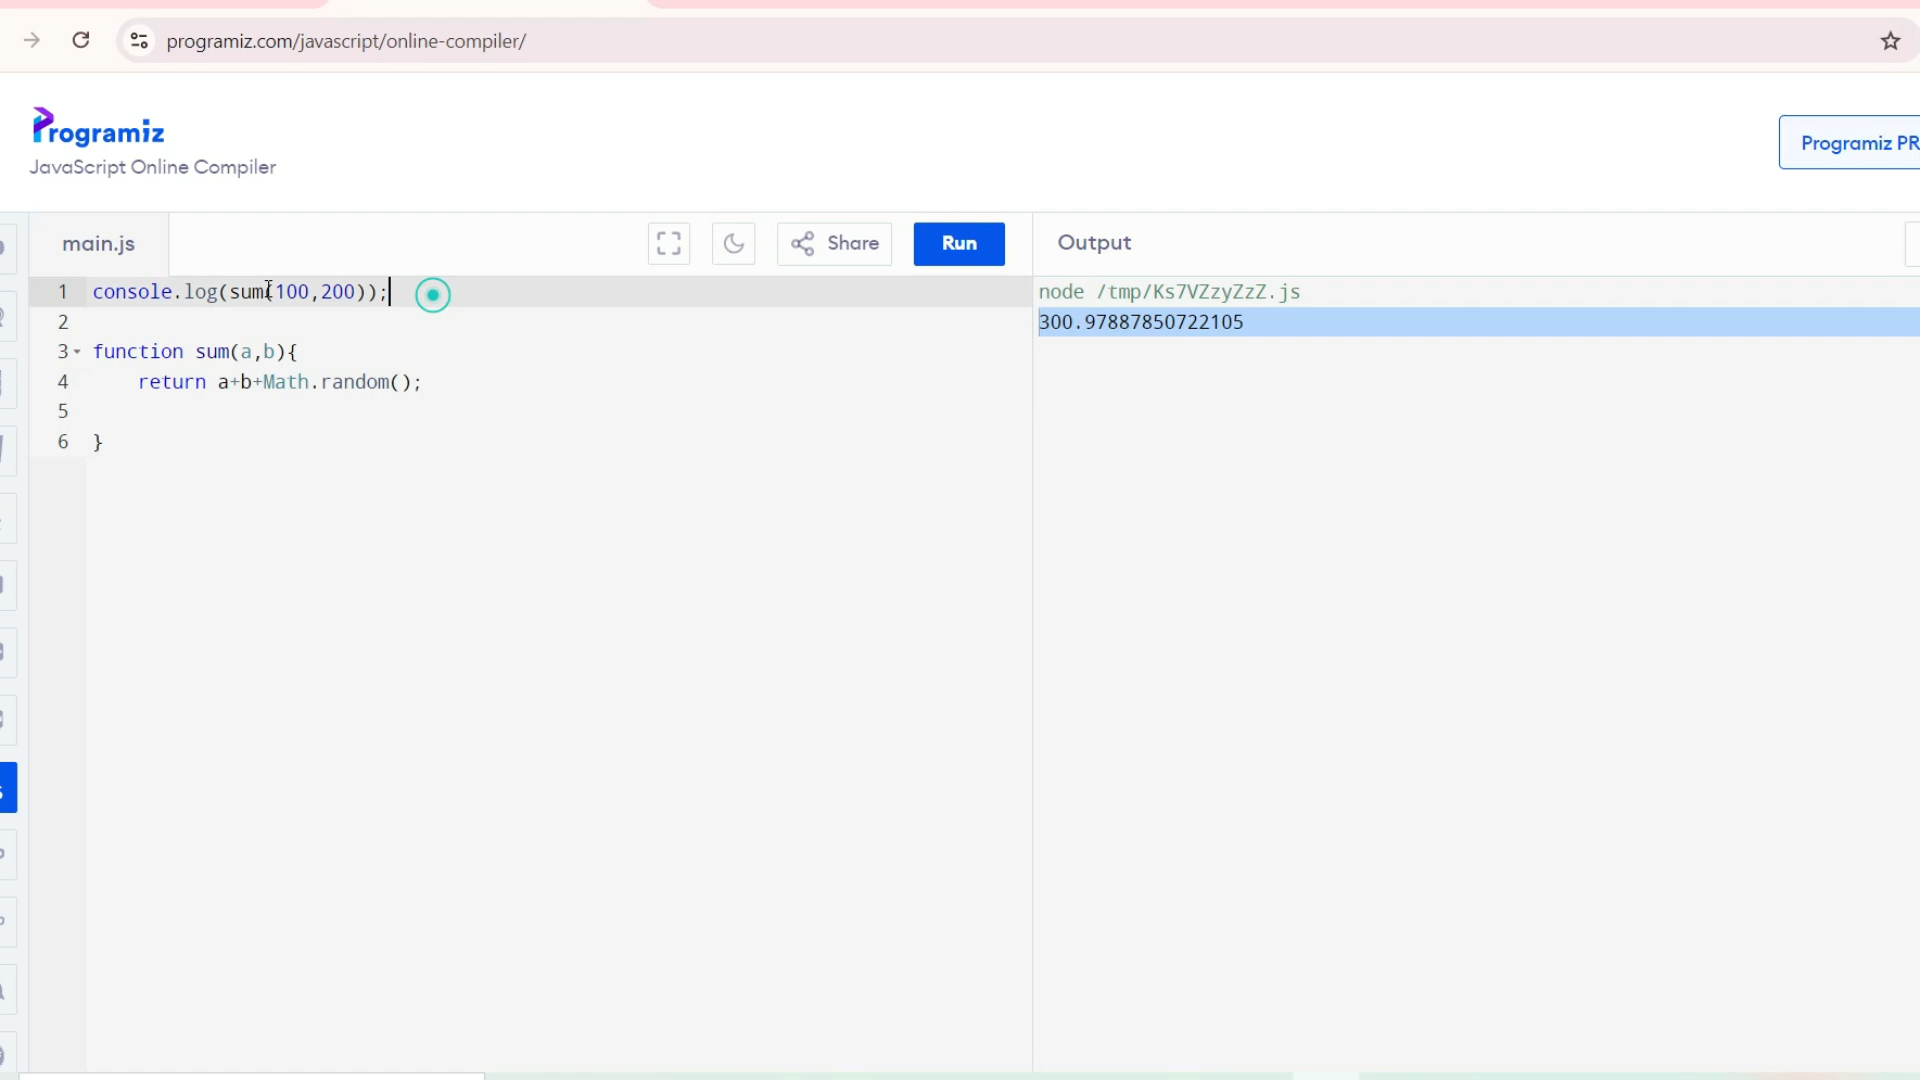 programiz.com/javascript/online-compiler/
Programiz
JavaScript Online Compiler
Programiz PR
main.js
Share
Run
Output
1 console.log(sum(100,200));
2
3 function sum(a,b){
4 return a+b+Math.random();
5
6 }
node /tmp/Ks7VZzyZzZ.js
300.97887850722105